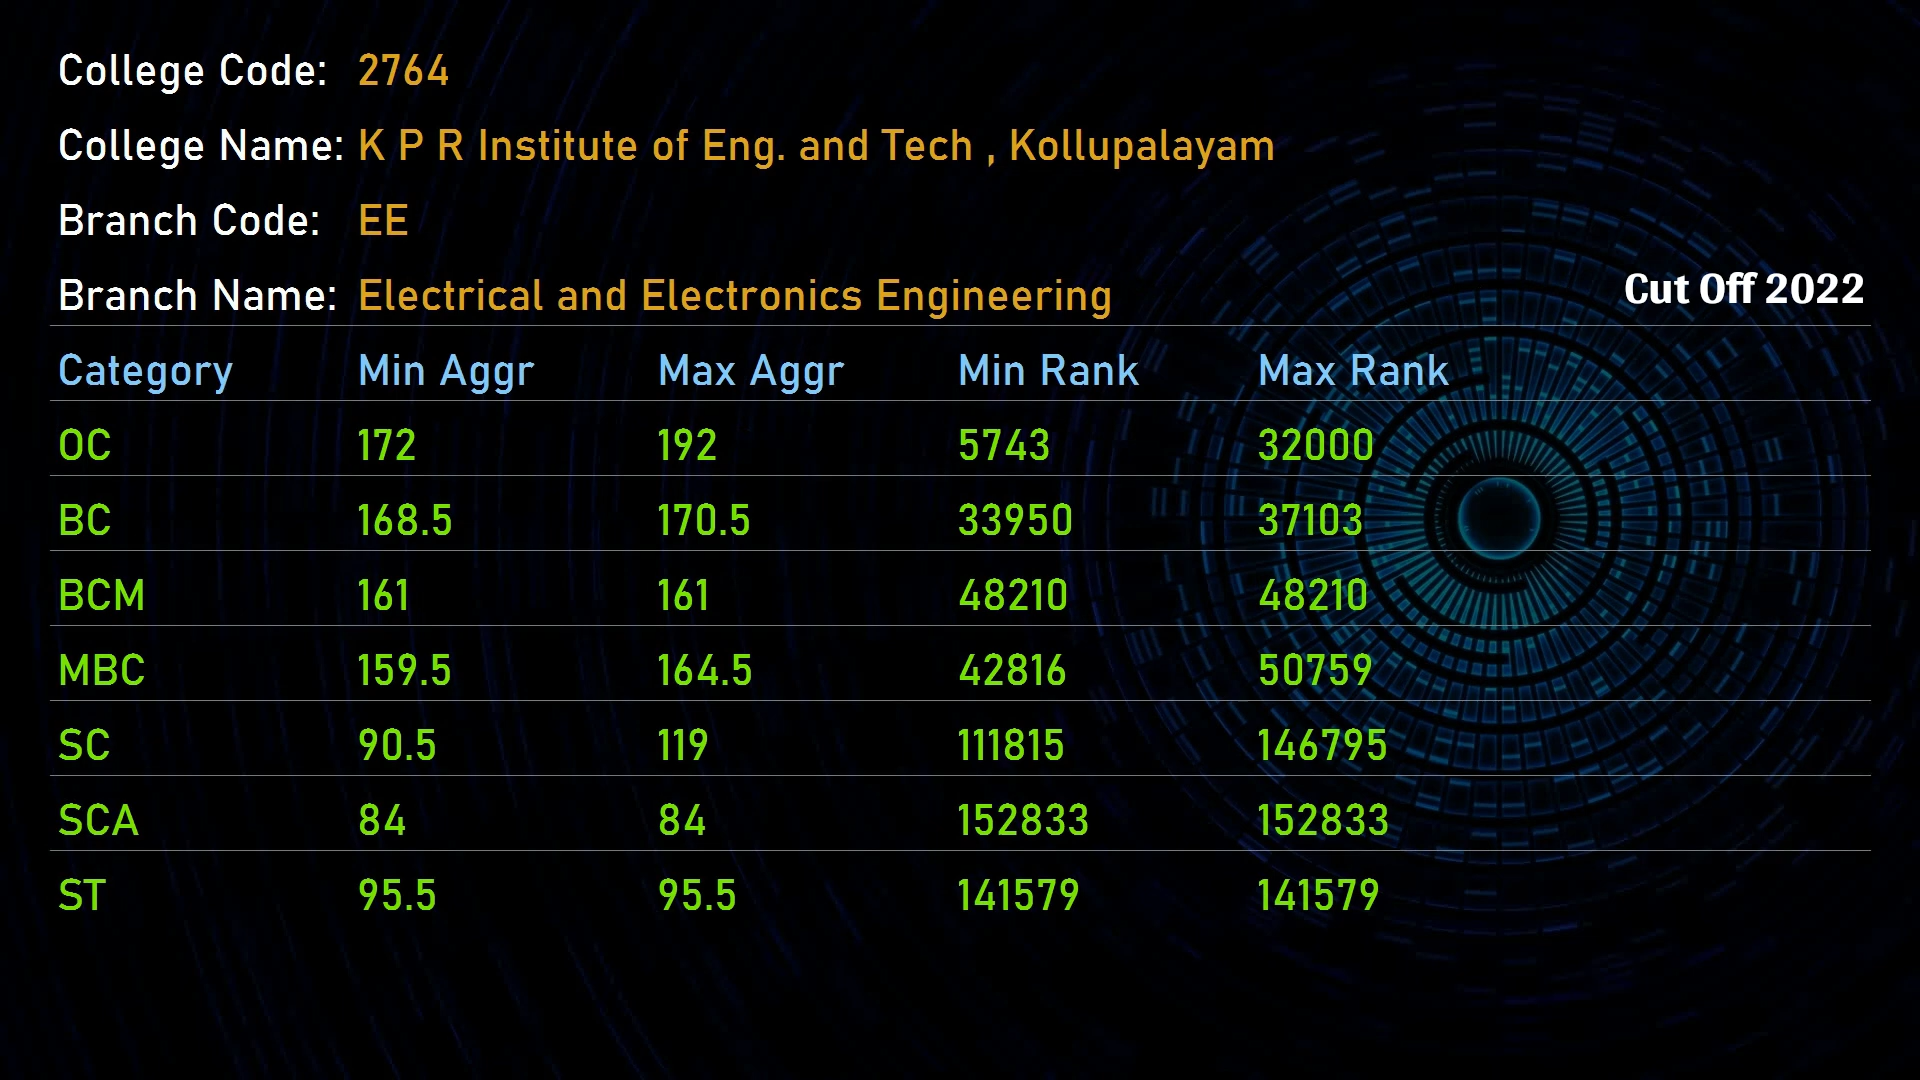 College Code: 2764
College Name: K P R Institute of Eng. and Tech , Kollupalayam
Branch Code: EE
Branch Name: Electrical and Electronics Engineering
Cut Off 2022
Category Min Aggr Max Aggr Min Rank Max Rank
OC 172 192 5743 32000
BC 168.5 170.5 33950 37103
BCM 161 161 48210 48210
MBC 159.5 164.5 42816 50759
SC 90.5 119 111815 146795
SCA 84 84 152833 152833
ST 95.5 95.5 141579 141579